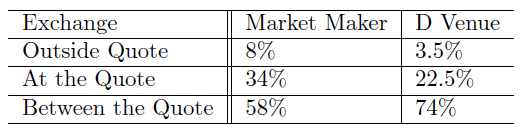 Exchange Market Maker D Venue
Outside Quote 8% 3.5%
At the Quote 34% 22.5%
Between the Quote 58% 74%